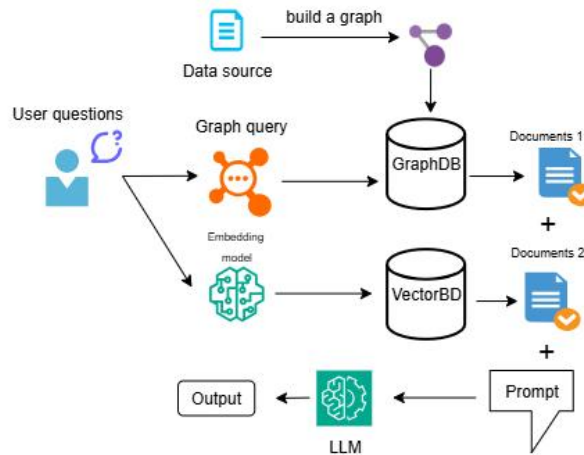 build a graph
Data source
User questions
?
Graph query
GraphDB
Documents 1
+
Embedding
model
VectorBD
Documents 2
+
Output
LLM
Prompt